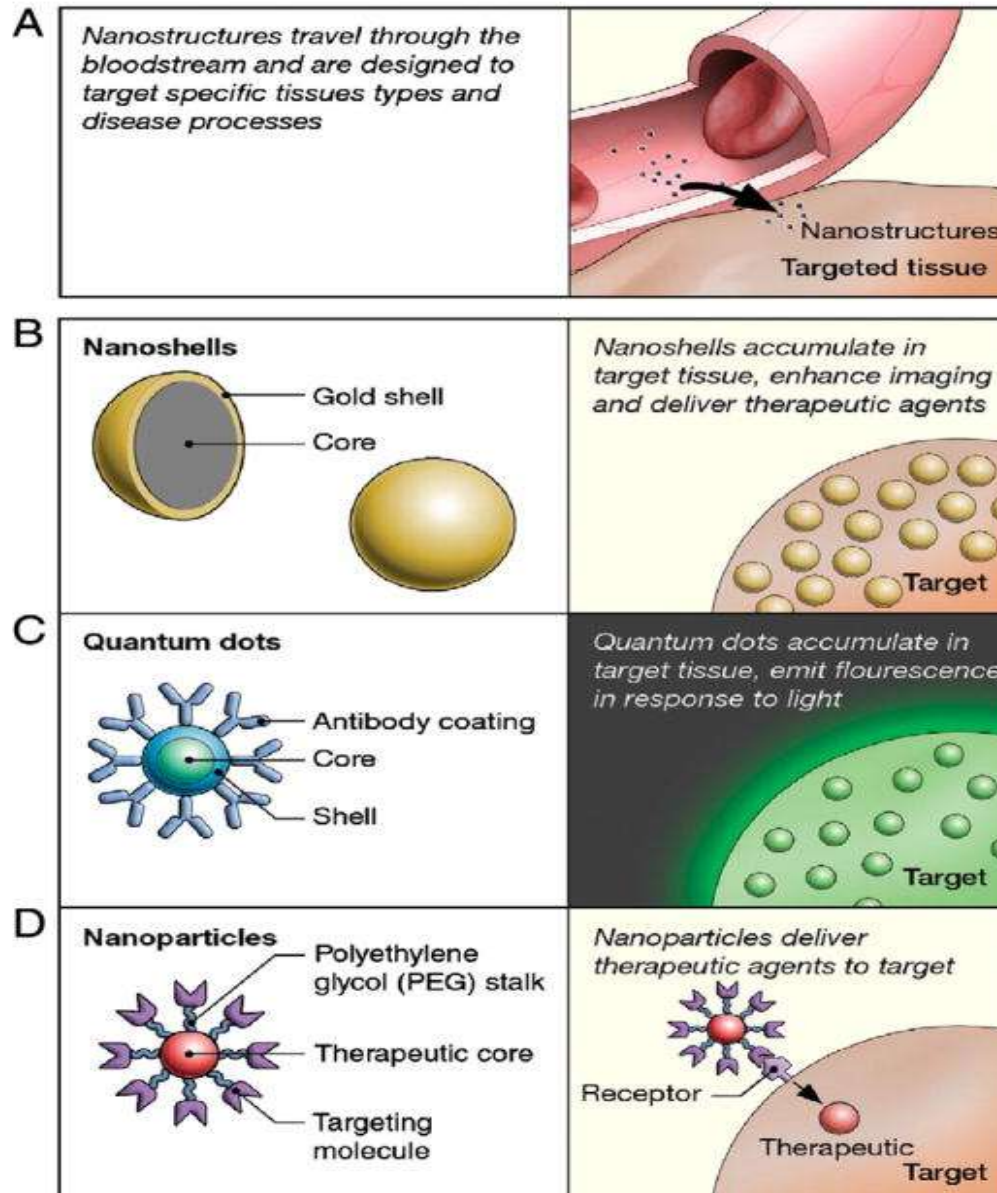 A
Nanostructures travel through the
bloodstream and are designed to
target specific tissues types and
disease processes
Nanostructures
Targeted tissue
B
Nanoshells
Gold shell
Core
Nanoshells accumulate in
target tissue, enhance imaging
and deliver therapeutic agents
Target
C
Quantum dots
Antibody coating
Core
Shell
Quantum dots accumulate in
target tissue, emit flourescence
in response to light
Target
D
Nanoparticles
Polyethylene
glycol (PEG) stalk
Therapeutic core
Targeting
molecule
Nanoparticles deliver
therapeutic agents to target
Receptor
Therapeutic
Target